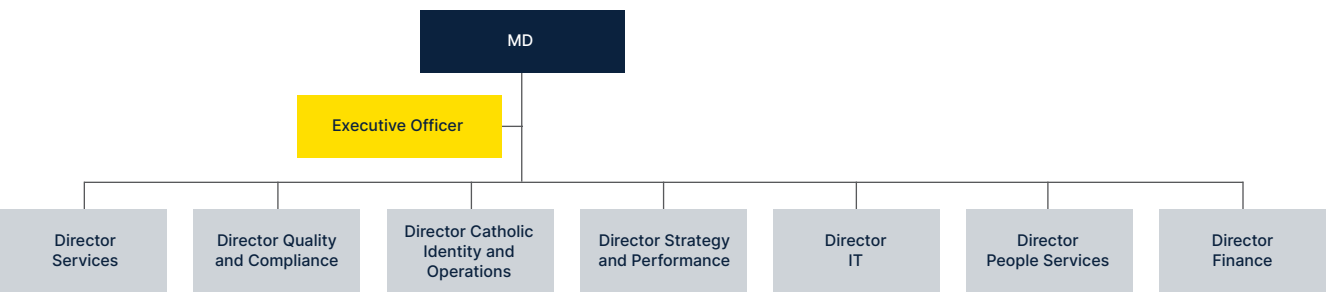 MD
Executive Officer
Director
Services
Director Quality
and Compliance
Director Catholic
Identity and
Operations
Director Strategy
and Performance
Director
IT
Director
People Services
Director
Finance